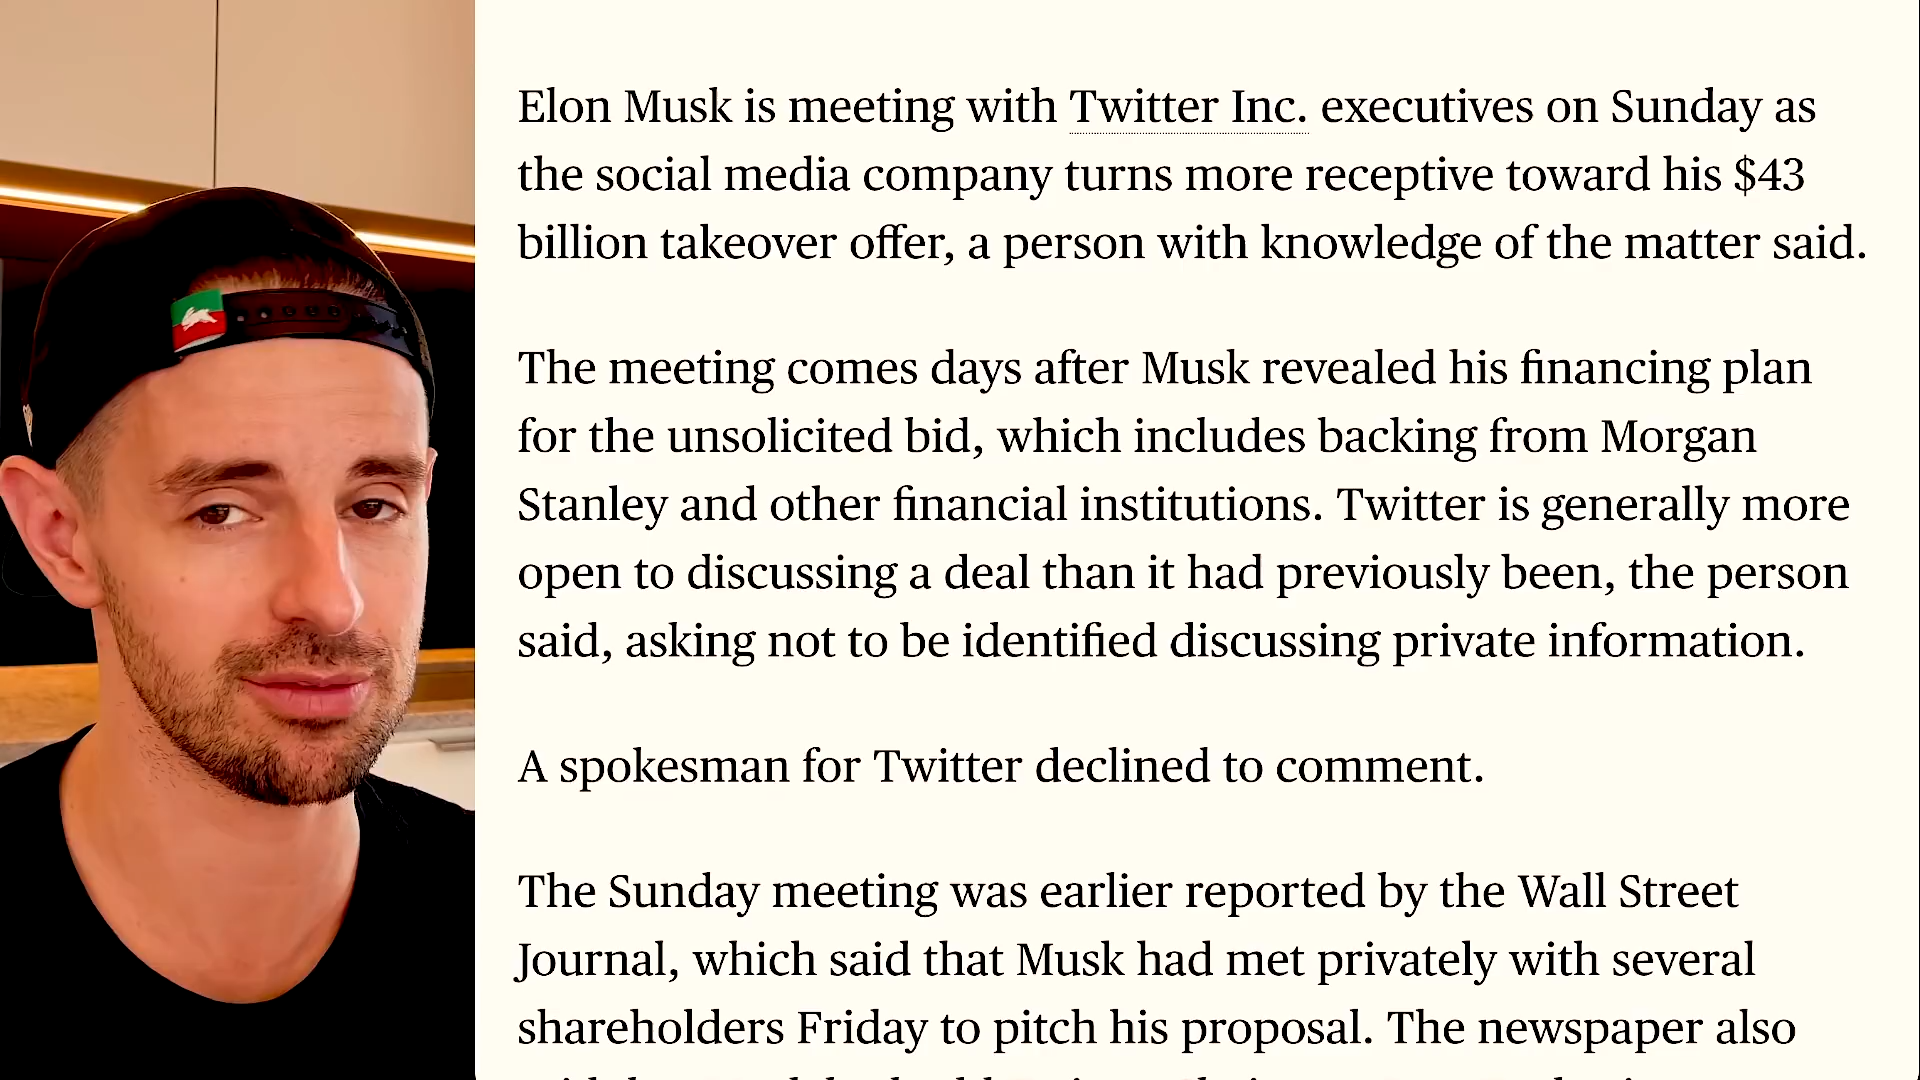 Elon Musk is meeting with Twitter Inc. executives on Sunday as
the social media company turns more receptive toward his $43
billion takeover offer, a person with knowledge of the matter said.
The meeting comes days after Musk revealed his financing plan
for the unsolicited bid, which includes backing from Morgan
Stanley and other financial institutions. Twitter is generally more
open to discussing a deal than it had previously been, the person
said, asking not to be identified discussing private information.
A spokesman for Twitter declined to comment.
The Sunday meeting was earlier reported by the Wall Street
Journal, which said that Musk had met privately with several
shareholders Friday to pitch his proposal. The newspaper also